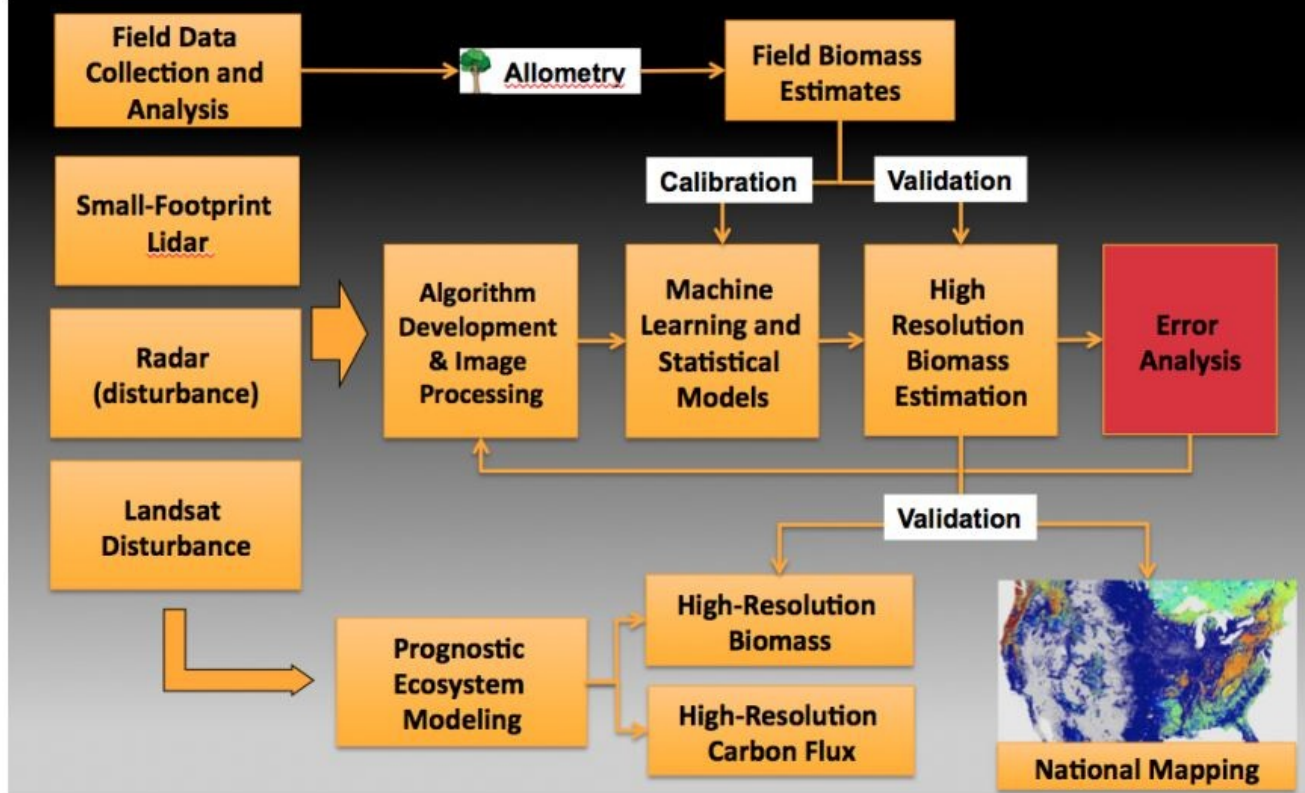 Field Data
Collection and
Analysis
Allometry
Field Biomass
Estimates
Small-Footprint
Lidar
Calibration
Validation
Radar
(disturbance)
Algorithm
Development
& Image
Processing
Machine
Learning and
Statistical
Models
High
Resolution
Biomass
Estimation
Error
Analysis
Landsat
Disturbance
Validation
Prognostic
Ecosystem
Modeling
High-Resolution
Biomass
High-Resolution
Carbon Flux
National Mapping